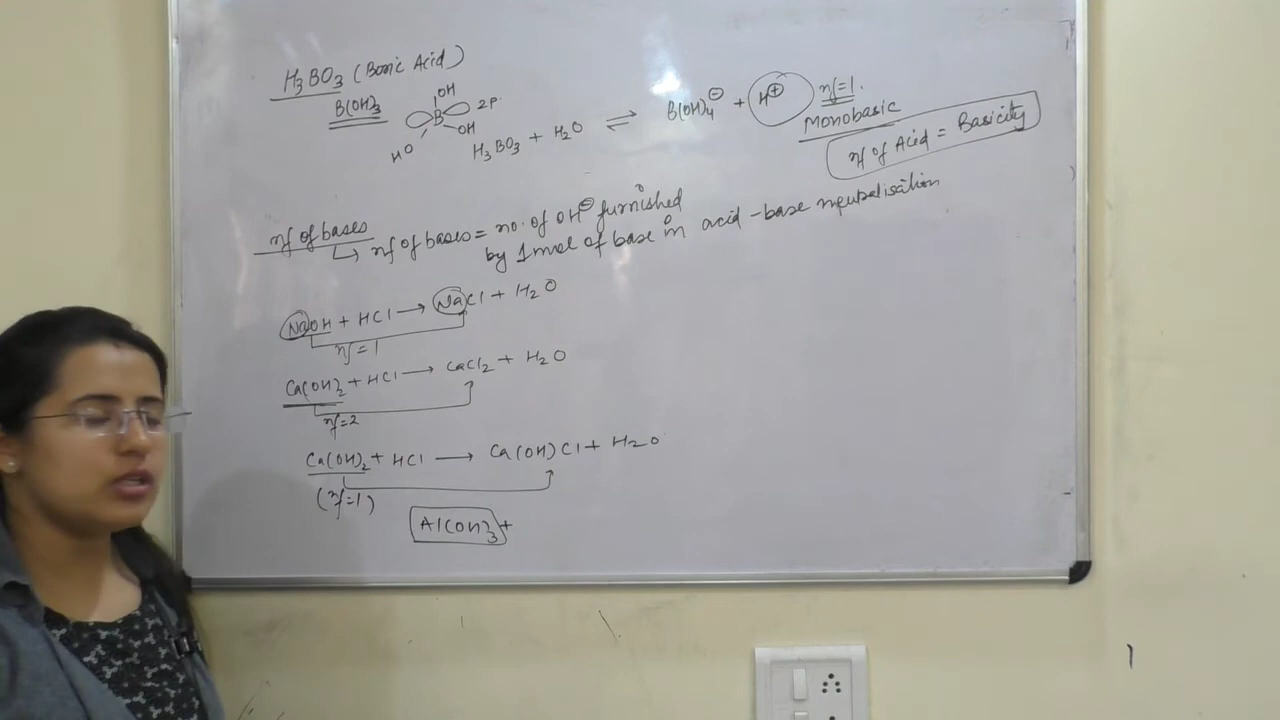 H₃BO₃ (Boric Acid)
B(OH)₃
OH
B
2P
OH
HO
H₃BO₃ + H₂O ⇌ B(OH)₄⊖ + H⊕
nf=1.
Monobasic
nf of Acid = Basicity
nf of bases
↳ nf of bases = no. of OH⊖ furnished
by 1 mol of base in acid-base neutralisation
NaOH + HCl → NaCl + H₂O
nf=1
Ca(OH)₂ + HCl → CaCl₂ + H₂O
nf=2
Ca(OH)₂ + HCl → Ca(OH)Cl + H₂O
(nf=1)
Al(OH)₃ +